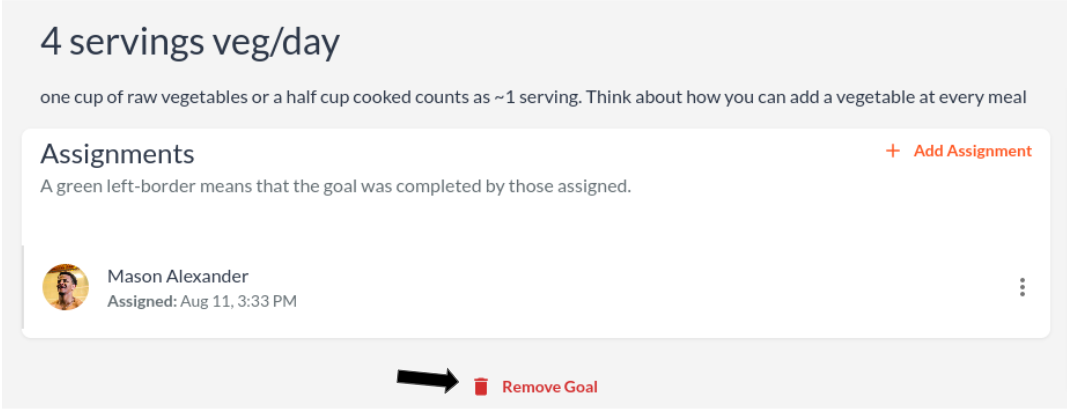 4 servings veg/day
one cup of raw vegetables or a half cup cooked counts as ~1 serving. Think about how you can add a vegetable at every meal
Assignments
+ Add Assignment
A green left-border means that the goal was completed by those assigned.
Mason Alexander
Assigned: Aug 11, 3:33 PM
Remove Goal